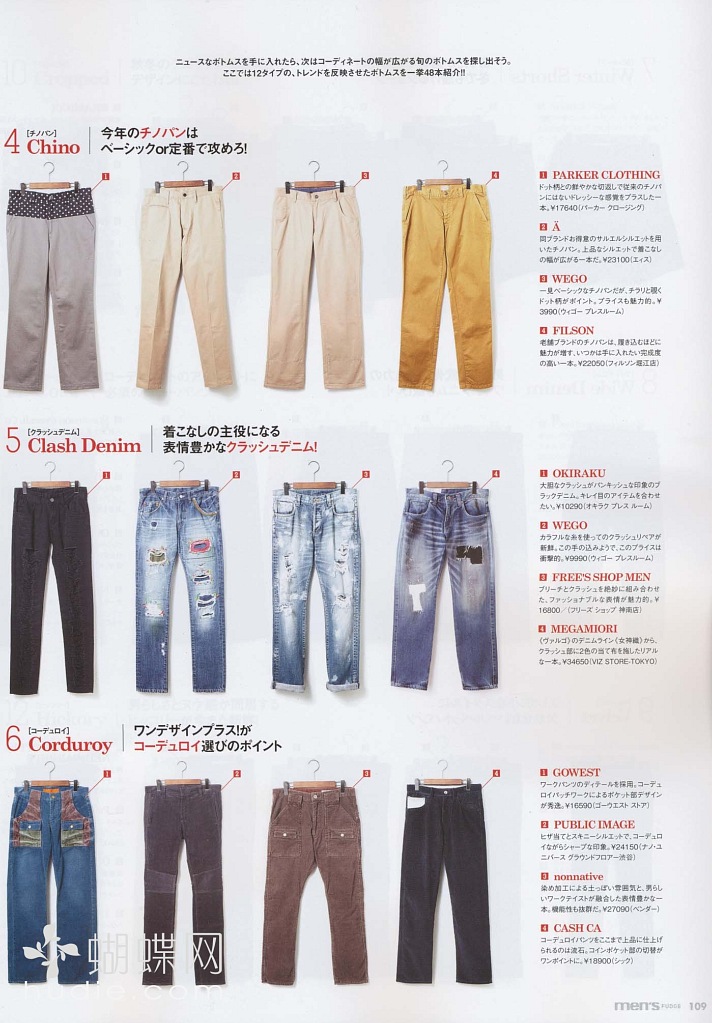 ニュースなボトムスを手に入れたら、次はコーディネートの幅が広がる旬のボトムスを探し出そう。
ここでは12タイプの、トレンドを反映させたボトムスを一挙48本紹介!!
4 [チノパン] Chino
今年のチノパンは
ベーシックor定番で攻めろ!
1
2
3
4
1 PARKER CLOTHING
ドット柄との鮮やかな切返しで従来のチノパ
ンにはないドレッシーな感覚をプラスした一
本。¥17640(パーカー クロージング)
2 Ä
同ブランドお得意のサルエルシルエットを用
いたチノパン。上品なシルエットで着こなし
の幅が広がる一本だ。¥23100(エィス)
3 WEGO
一見ベーシックなチノパンだが、チラリと覗く
ドット柄がポイント。プライスも魅力的。¥
3990(ウィゴー プレスルーム)
4 FILSON
老舗ブランドのチノパンは、履き込むほどに
魅力が増す、いつかは手に入れたい完成度
の高い一本。¥22050(フィルソン堀江店)
5 [クラッシュデニム] Clash Denim
着こなしの主役になる
表情豊かなクラッシュデニム!
1
2
3
4
1 OKIRAKU
大胆なクラッシュがパンキッシュな印象のブ
ラックデニム。キレイ目のアイテムを合わせ
たい。¥10290(オキラク プレス ルーム)
2 WEGO
カラフルな糸を使ってのクラッシュリペアが
新鮮。この手の込みようで、このプライスは
衝撃的。¥9990(ウィゴー プレスルーム)
3 FREE'S SHOP MEN
ブリーチとクラッシュを絶妙に組み合わせ
た、ファッショナブルな表情が魅力的。¥
16800/(フリーズ ショップ 神南店)
4 MEGAMIORI
〈ヴァルゴ〉のデニムライン〈女神織〉から、
クラッシュ部に2色の当て布を施したリアル
な一本。¥34650(VIZ STORE-TOKYO)
6 [コーデュロイ] Corduroy
ワンデザインプラス!が
コーデュロイ選びのポイント
1
2
3
4
1 GOWEST
ワークパンツのディテールを採用。コーデュ
ロイパッチワークによるポケット部デザイン
が秀逸。¥16590(ゴーウエスト ストア)
2 PUBLIC IMAGE
ヒザ当てとスキニーシルエットで、コーデュロ
イながらシャープな印象。¥24150(ナノ・ユ
ニバース グラウンドフロアー渋谷)
3 nonnative
染め加工による土っぽい雰囲気と、男らし
いワークテイストが融合した表情豊かな一
本。機能性も抜群だ。¥27090(ベンダー)
4 CASH CA
コーデュロイパンツをここまで上品に仕上げ
られるのは流石。コインポケット部の切替が
ワンポイントに。¥18900(シック)
蝴蝶网
hudie.com
men's FUDGE 109